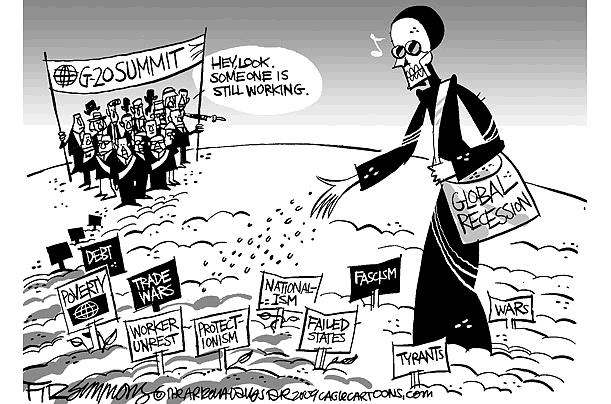 G-20 SUMMIT
HEY, LOOK.
SOMEONE IS
STILL WORKING.
GLOBAL
RECESSION
DEBT
POVERTY
TRADE
WARS
WORKER
UNREST
PROTECT
IONISM
NATIONAL-
ISM
FAILED
STATES
FASCISM
TYRANTS
WARS
Fitzsimmons © THE ARIZONA DAILY STAR 2009 CAGLECARTOONS.com